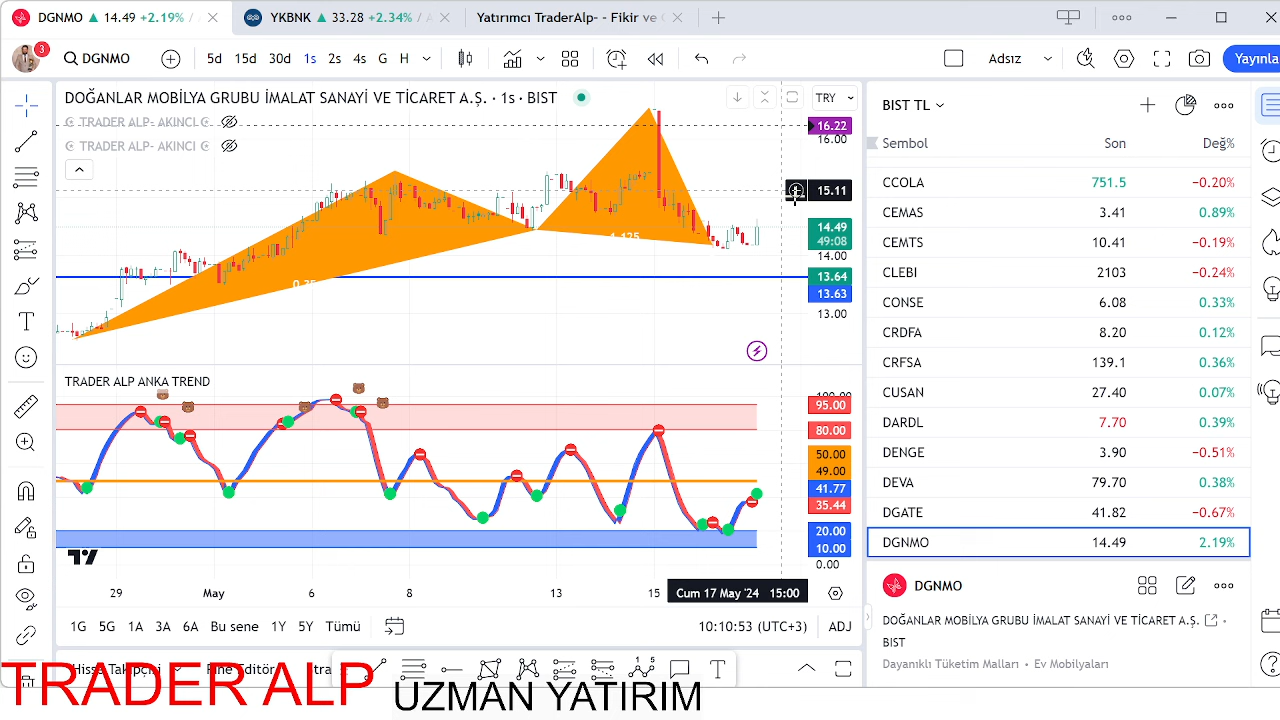 DGNMO ▲ 14.49 +2.19% /
YKBNK ▲ 33.28 +2.34% / A
Yatırımcı TraderAlp- - Fikir ve
3
DGNMO
5d 15d 30d 1s 2s 4s G H
Adsız
Yayınla
DOĞANLAR MOBİLYA GRUBU İMALAT SANAYİ VE TİCARET A.Ş. · 1s · BIST
TRY
TRADER ALP- AKINCI
TRADER ALP- AKINCI
16.22
16.00
15.11
14.49
49:08
14.00
13.64
13.63
13.00
1.125
TRADER ALP ANKA TREND
100.00
95.00
80.00
50.00
49.00
41.77
35.44
20.00
10.00
0.00
29 May 6 8 13 15 Cum 17 May '24 15:00
1G 5G 1A 3A 6A Bu sene 1Y 5Y Tümü
10:10:53 (UTC+3) ADJ
Hisse Takipçisi
Pine Editör
BIST TL
Sembol Son Değ%
CCOLA 751.5 −0.20%
CEMAS 3.41 0.89%
CEMTS 10.41 −0.19%
CLEBI 2103 −0.24%
CONSE 6.08 0.33%
CRDFA 8.20 0.12%
CRFSA 139.1 0.36%
CUSAN 27.40 0.07%
DARDL 7.70 0.39%
DENGE 3.90 −0.51%
DEVA 79.70 0.38%
DGATE 41.82 −0.67%
DGNMO 14.49 2.19%
DGNMO
DOĞANLAR MOBİLYA GRUBU İMALAT SANAYİ VE TİCARET A.Ş. •
BIST
Dayanıklı Tüketim Malları • Ev Mobilyaları
TRADER ALP
UZMAN YATIRIM